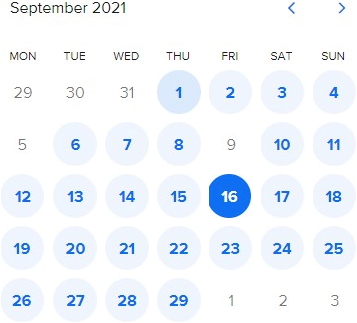 September 2021
MON TUE WED THU FRI SAT SUN
29 30 31 1 2 3 4
5 6 7 8 9 10 11
12 13 14 15 16 17 18
19 20 21 22 23 24 25
26 27 28 29 1 2 3